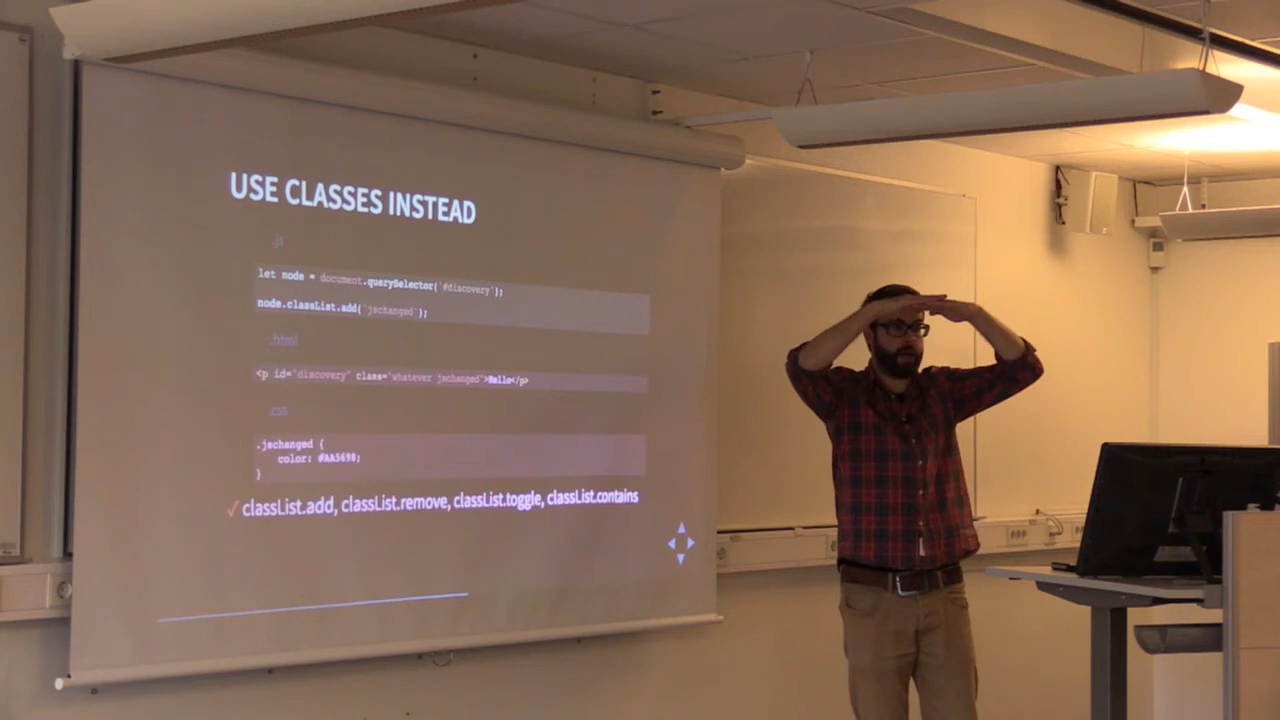 USE CLASSES INSTEAD
.js
let node = document.querySelector('#discovery');
node.classList.add('jschanged');
.html
<p id="discovery" class="whatever jschanged">Hello</p>
.css
.jschanged {
color: #AA5698;
}
✓ classList.add, classList.remove, classList.toggle, classList.contains